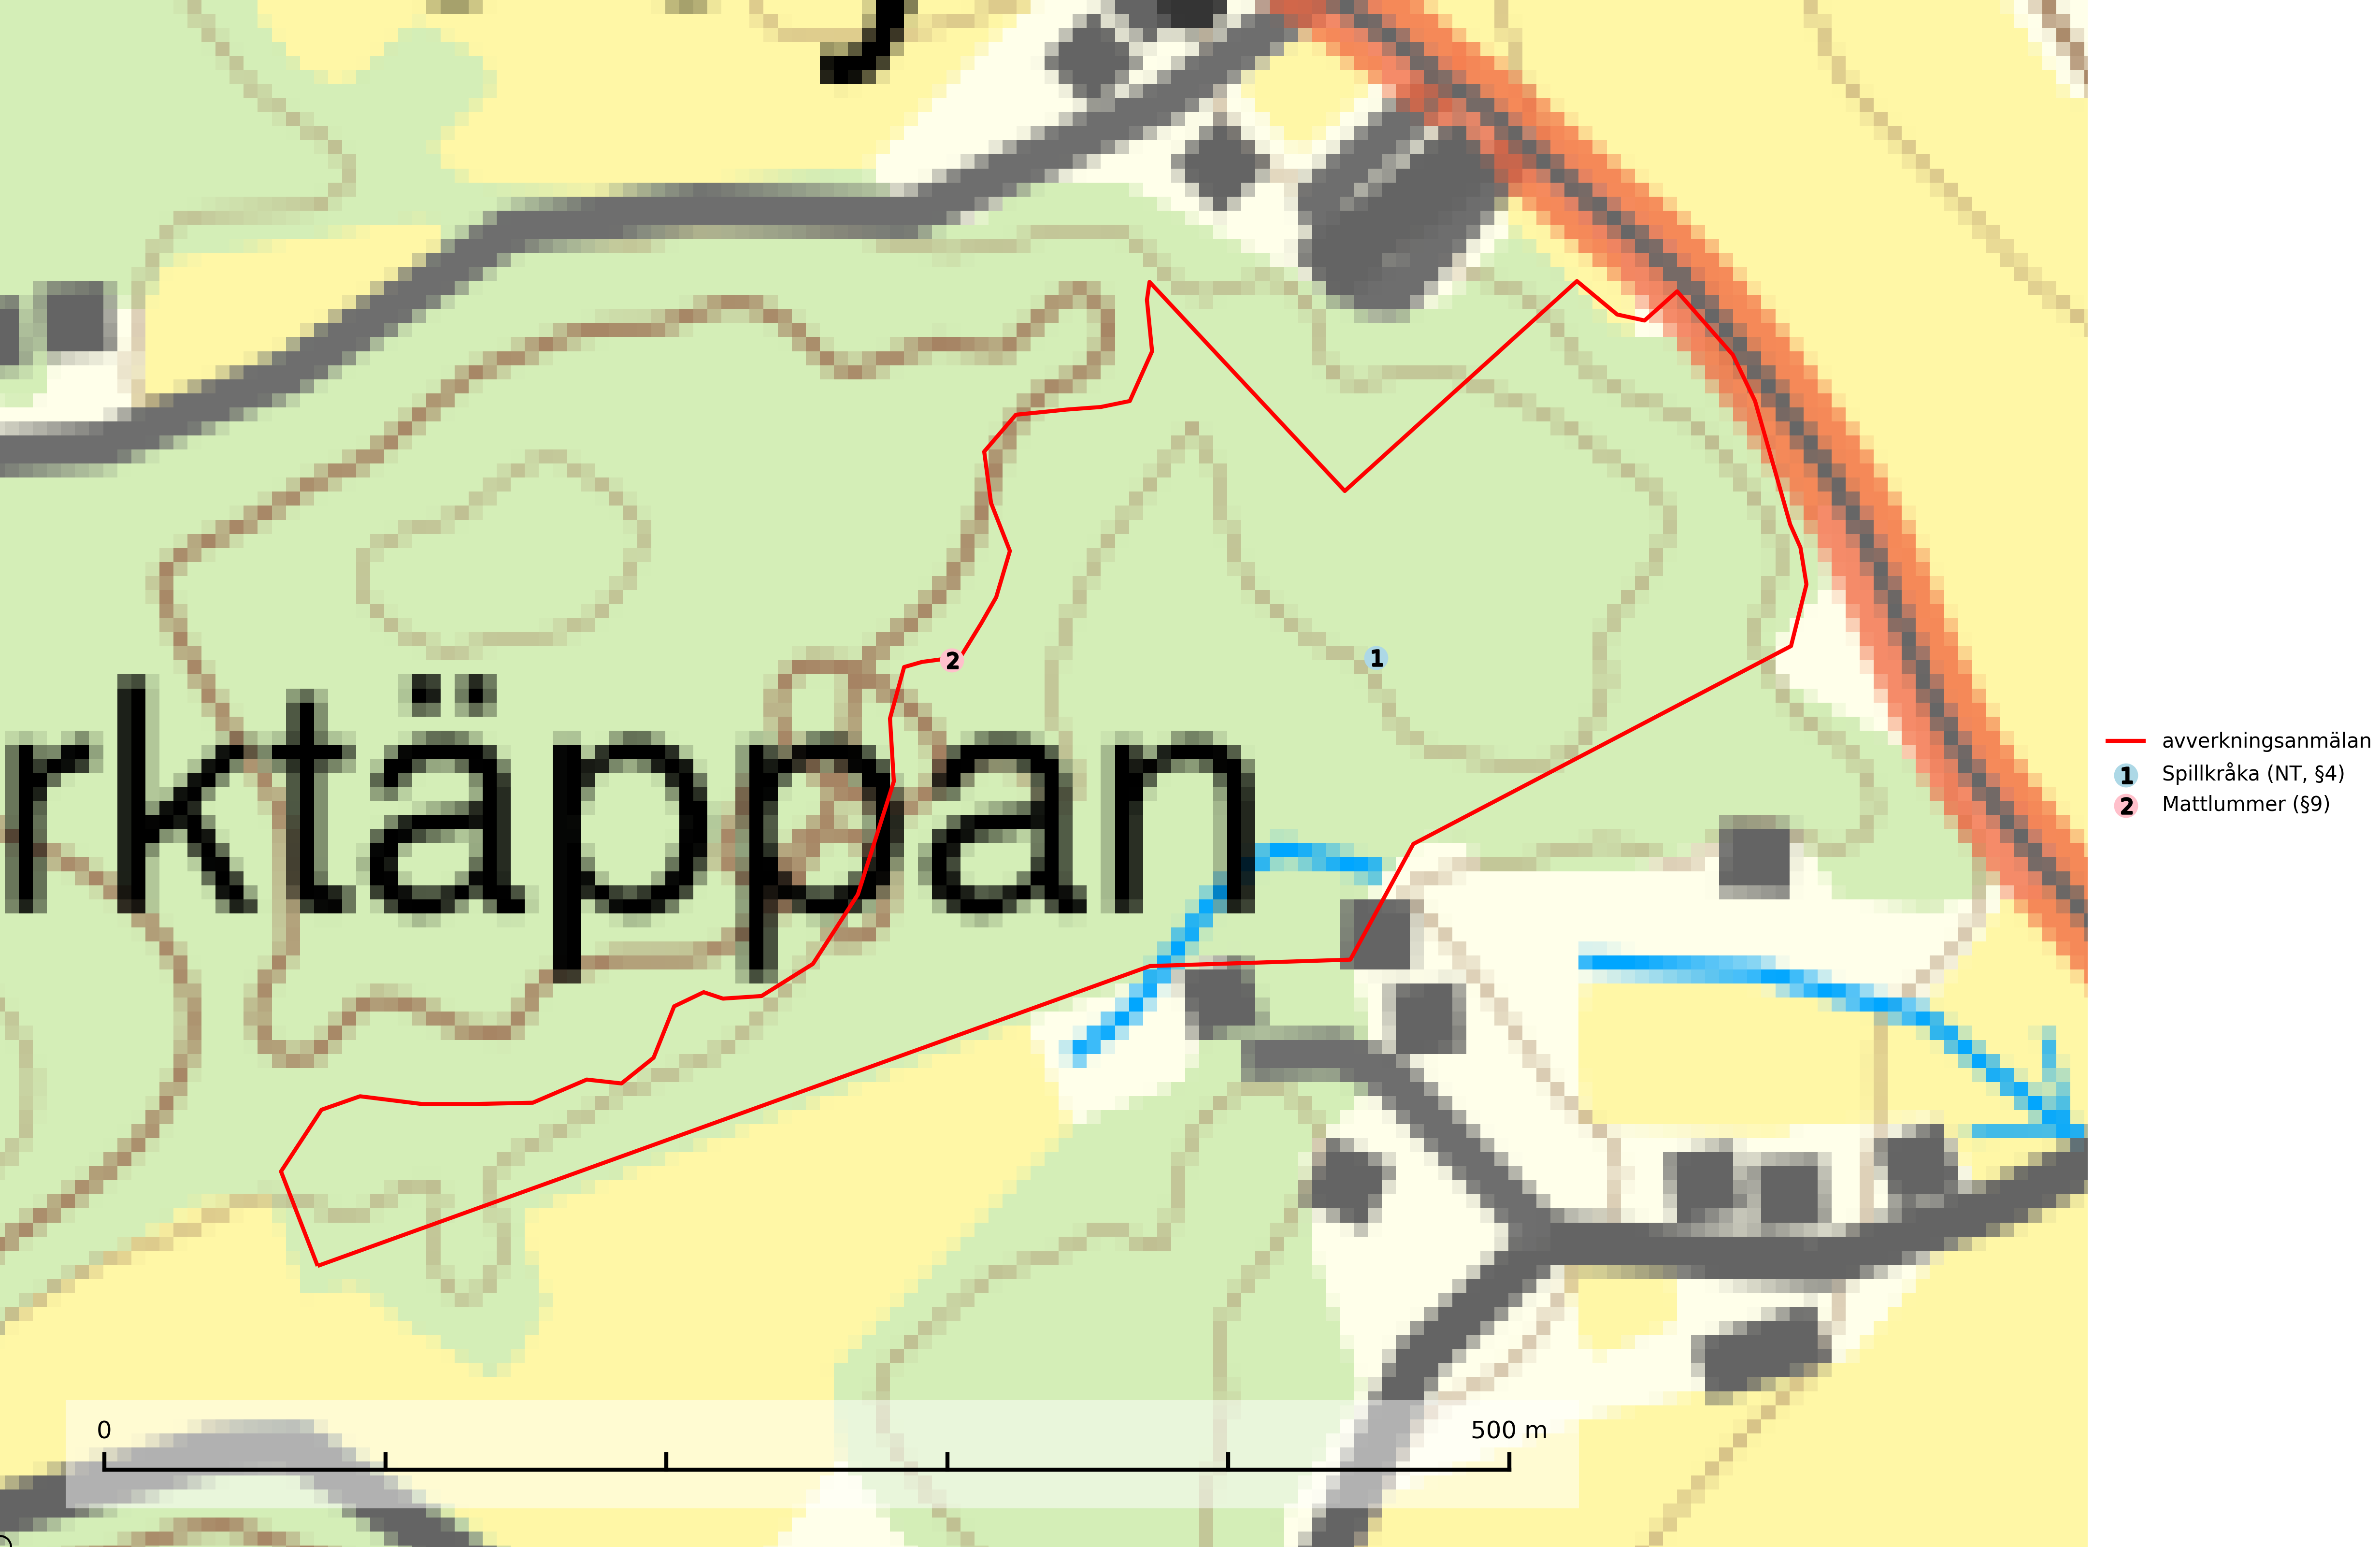 2
1
rktäppan
avverkningsanmälan
1 Spillkråka (NT, §4)
2 Mattlummer (§9)
0 500 m